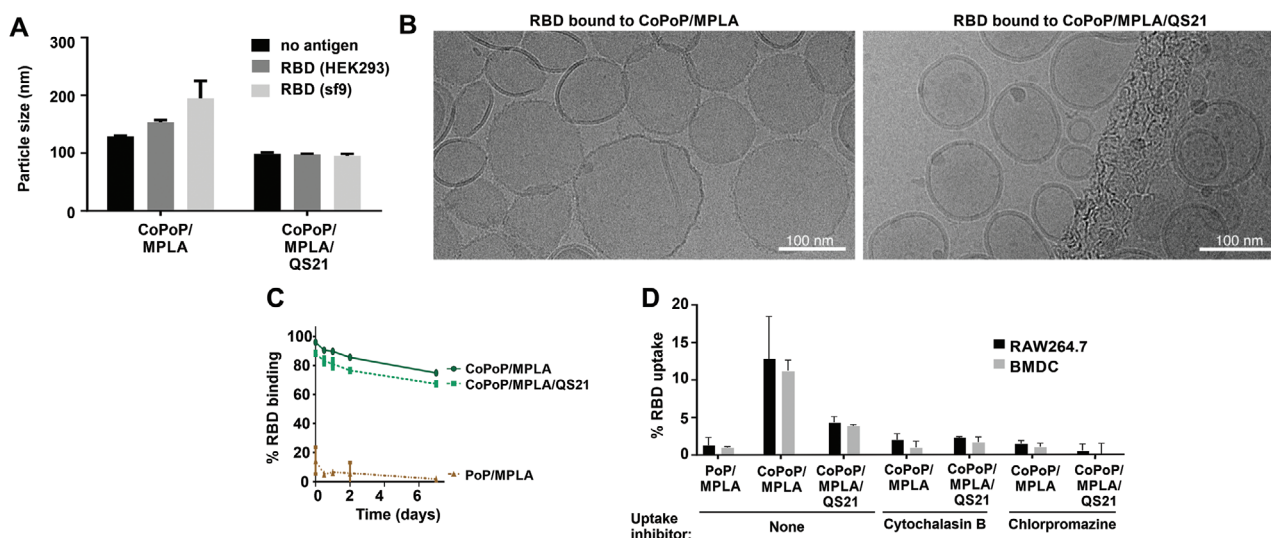 A
300
200
100
0
Particle size (nm)
no antigen
RBD (HEK293)
RBD (sf9)
CoPoP/
MPLA
CoPoP/
MPLA/
QS21
B
RBD bound to CoPoP/MPLA
100 nm
RBD bound to CoPoP/MPLA/QS21
100 nm
C
100
80
60
40
20
0
% RBD binding
0
2
4
6
Time (days)
CoPoP/MPLA
CoPoP/MPLA/QS21
PoP/MPLA
D
20
15
10
5
0
% RBD uptake
RAW264.7
BMDC
PoP/
MPLA
CoPoP/
MPLA
CoPoP/
MPLA/
QS21
CoPoP/
MPLA
CoPoP/
MPLA/
QS21
CoPoP/
MPLA
CoPoP/
MPLA/
QS21
Uptake
inhibitor:
None
Cytochalasin B
Chlorpromazine